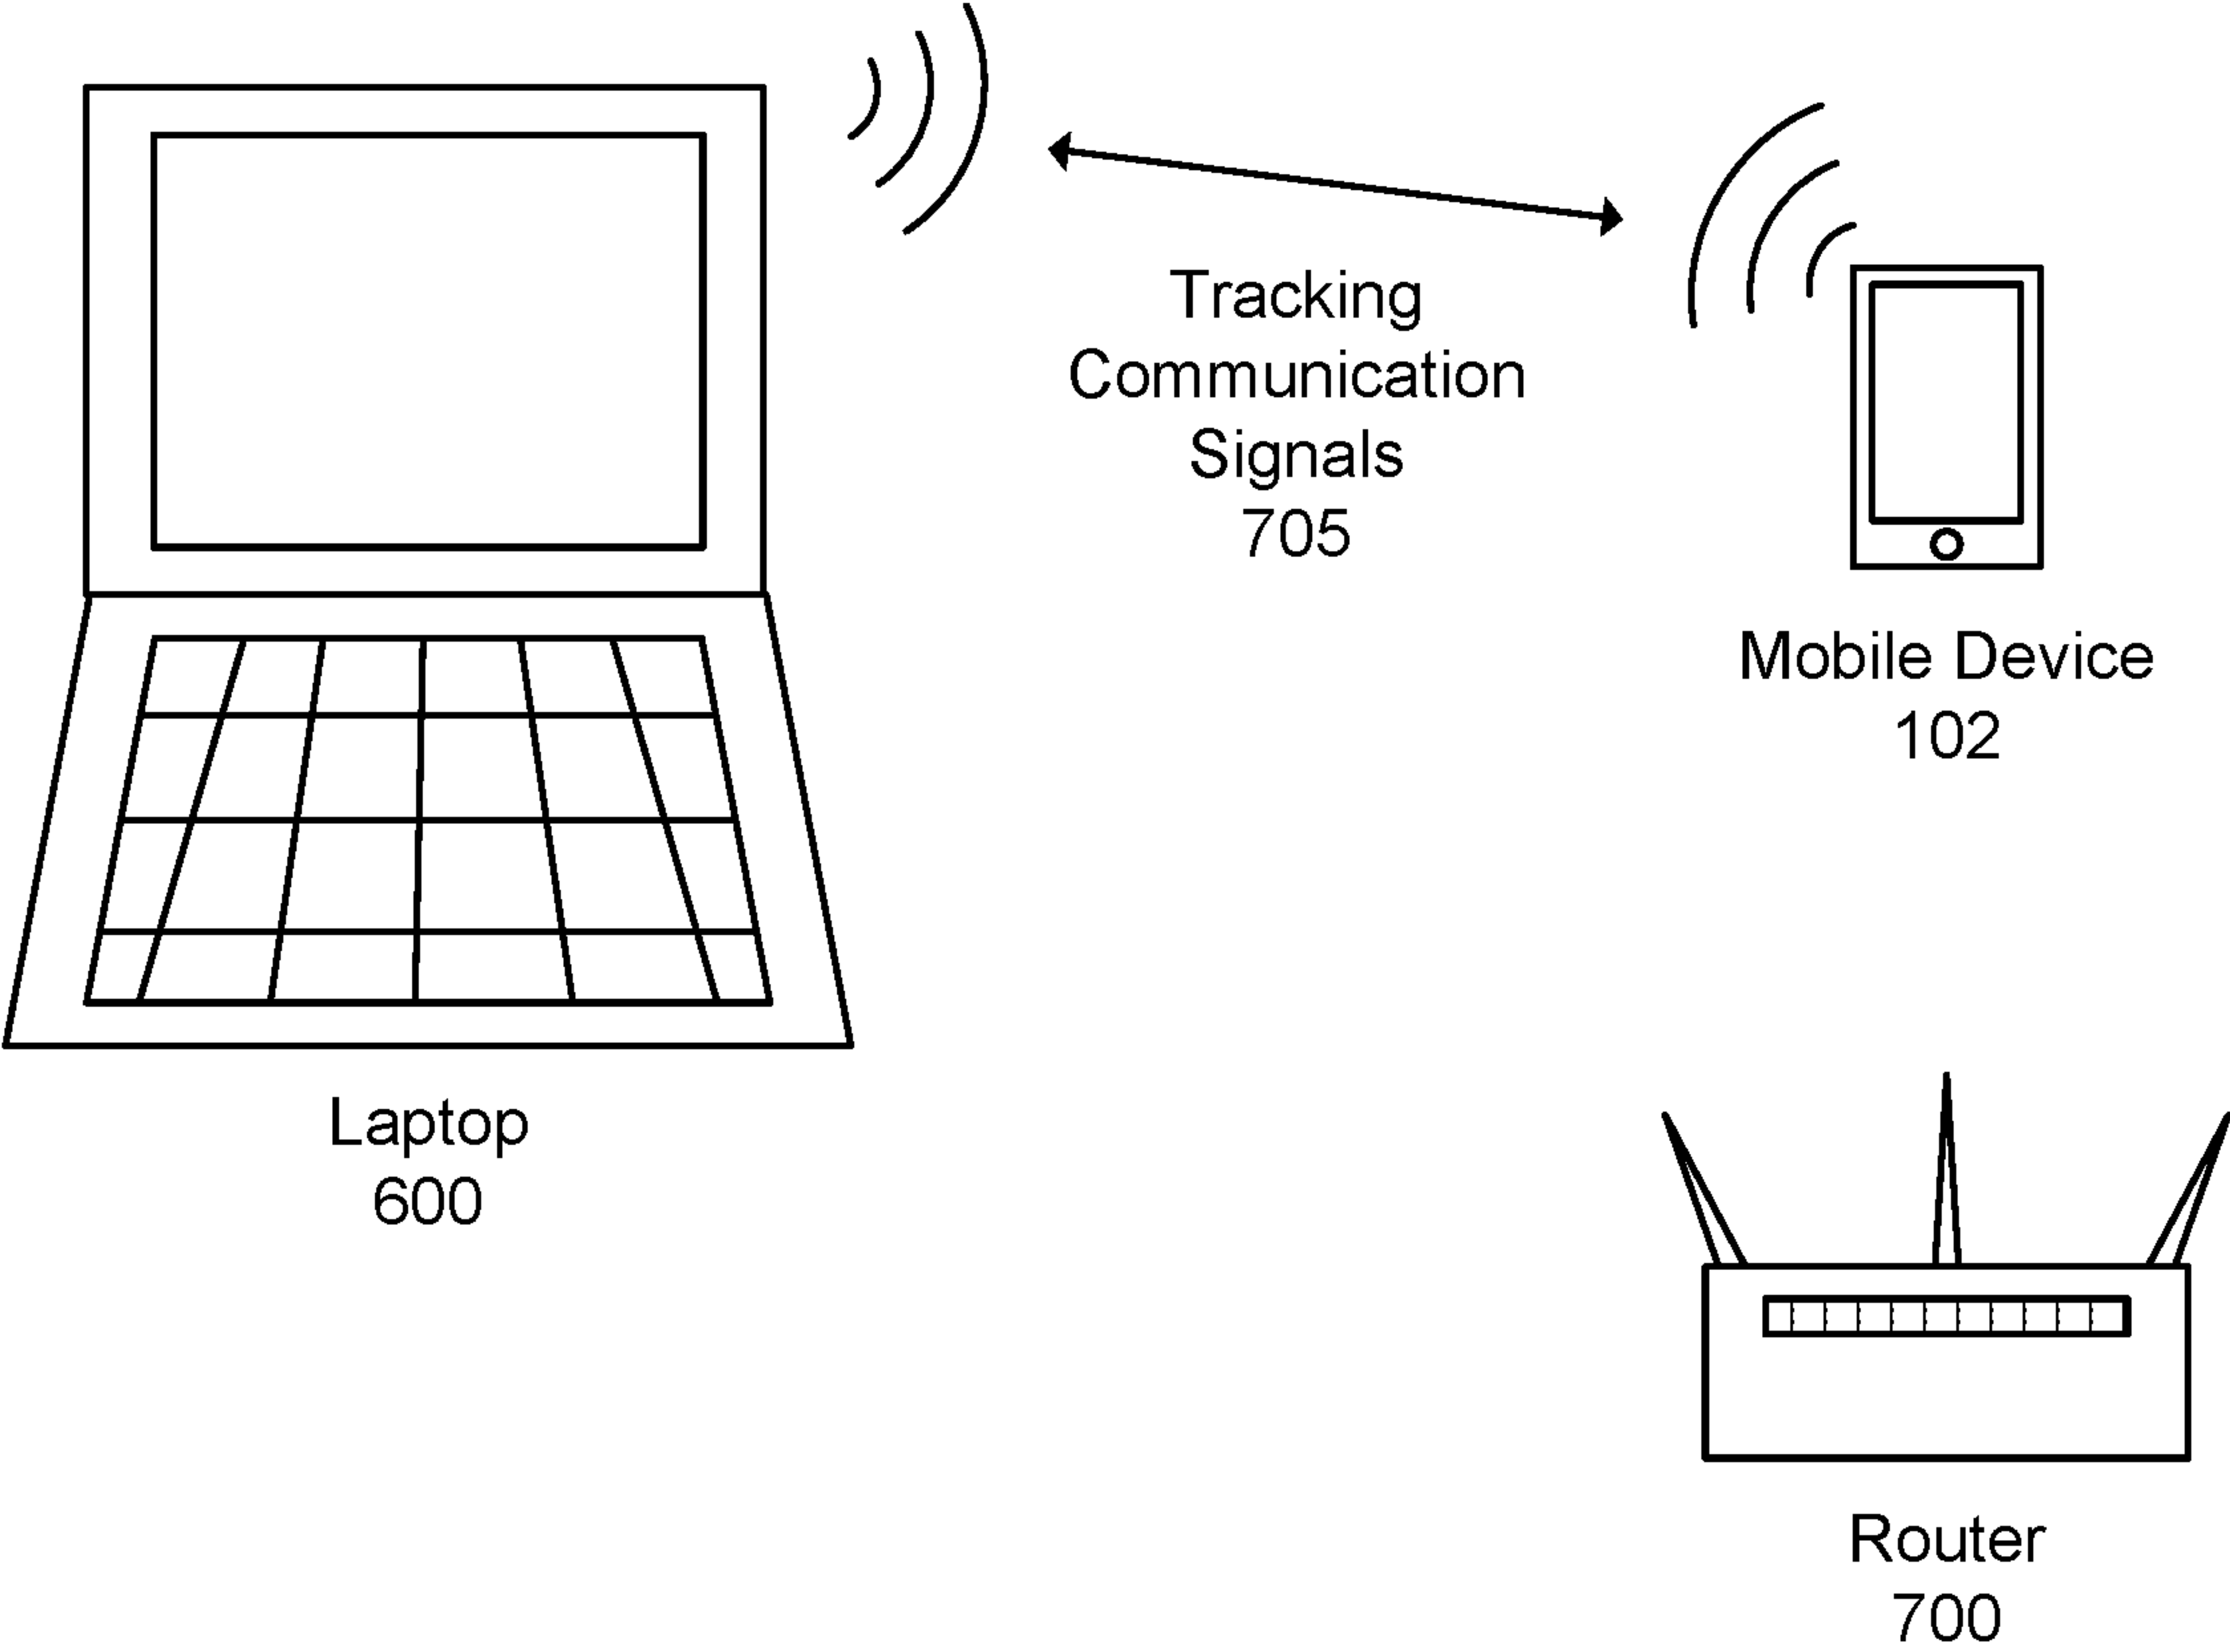 Tracking
Communication
Signals
705
Mobile Device
102
Laptop
600
Router
700